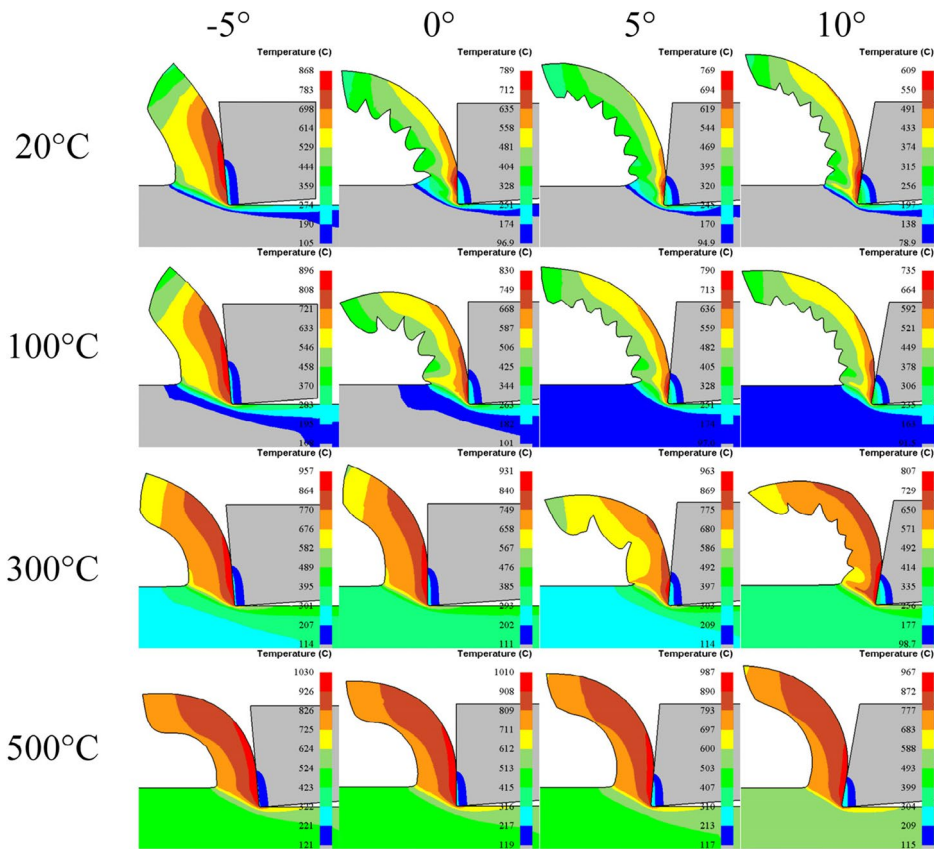 -5° 0° 5° 10°
20°C
Temperature (C) Temperature (C) Temperature (C) Temperature (C)
868 789 769 609
783 712 694 550
698 635 619 491
614 558 544 433
529 481 469 374
444 404 395 315
359 328 320 256
274 251 245 197
190 174 170 138
105 96.9 94.9 78.9
100°C
Temperature (C) Temperature (C) Temperature (C) Temperature (C)
896 830 790 735
808 749 713 664
721 668 636 592
633 587 559 521
546 506 482 449
458 425 405 378
370 344 328 306
283 263 251 235
101
300°C
Temperature (C) Temperature (C) Temperature (C) Temperature (C)
957 931 963 807
864 840 869 729
770 749 775 650
676 658 680 571
582 567 586 492
489 476 492 414
395 385 397 335
301 293 303 256
207 202 209 177
114 111 114 98.7
500°C
Temperature (C) Temperature (C) Temperature (C) Temperature (C)
1030 1010 987 967
926 908 890 872
826 809 793 777
725 711 697 683
624 612 600 588
524 513 503 493
423 415 407 399
322 316 310 304
221 217 213 209
121 119 117 115